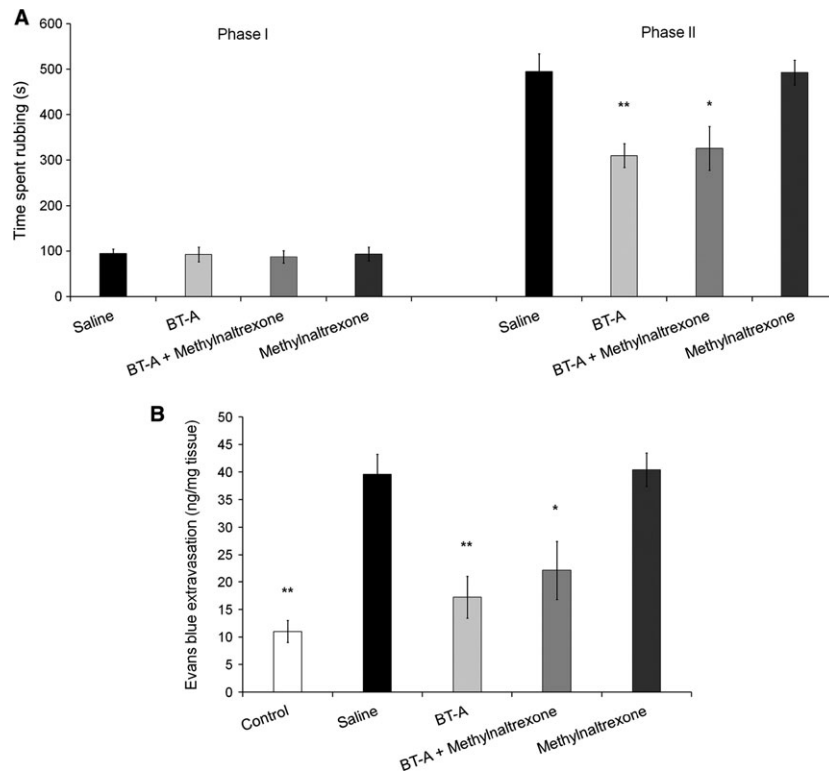 A
Phase I
Phase II
Time spent rubbing (s)
600
500
400
300
200
100
0
**
*
Saline
BT-A
BT-A + Methylnaltrexone
Methylnaltrexone
Saline
BT-A
BT-A + Methylnaltrexone
Methylnaltrexone
B
Evans blue extravasation (ng/mg tissue)
50
45
40
35
30
25
20
15
10
5
0
**
**
*
Control
Saline
BT-A
BT-A + Methylnaltrexone
Methylnaltrexone